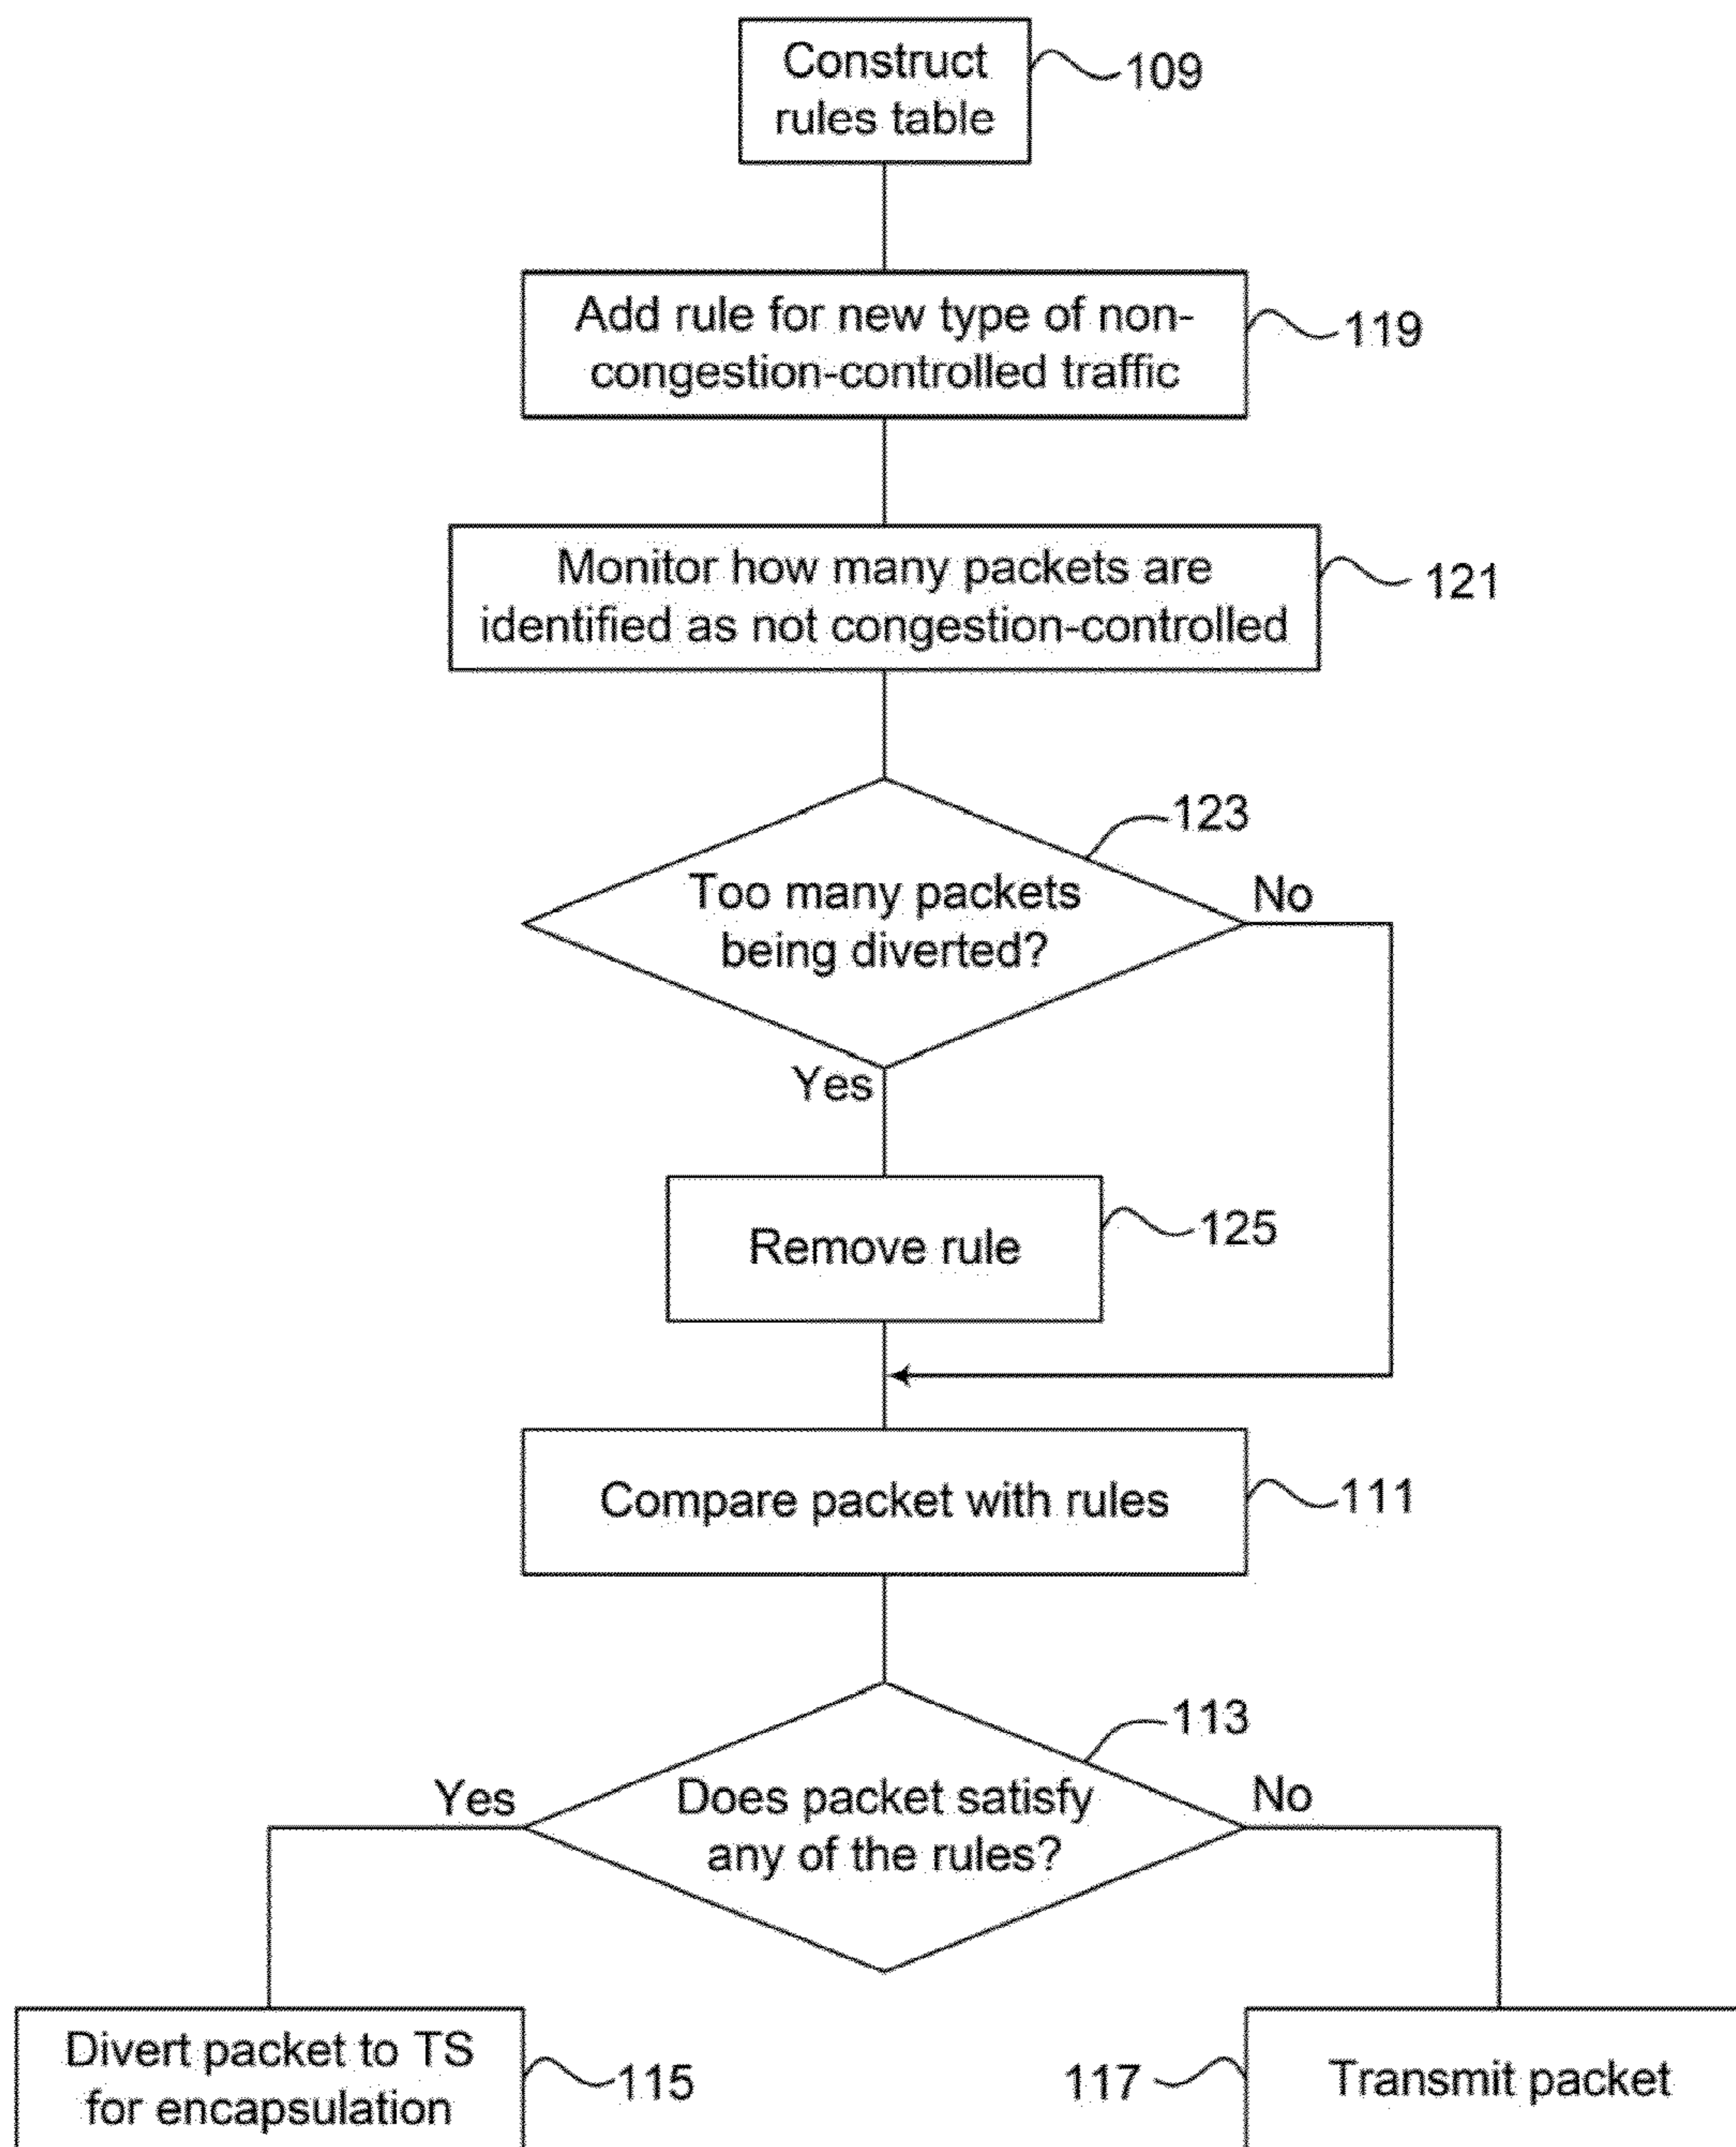 Construct
rules table
109
Add rule for new type of non-
congestion-controlled traffic
119
Monitor how many packets are
identified as not congestion-controlled
121
123
Too many packets
being diverted?
No
Yes
Remove rule
125
Compare packet with rules
111
113
Yes
Does packet satisfy
any of the rules?
No
Divert packet to TS
for encapsulation
115
117
Transmit packet